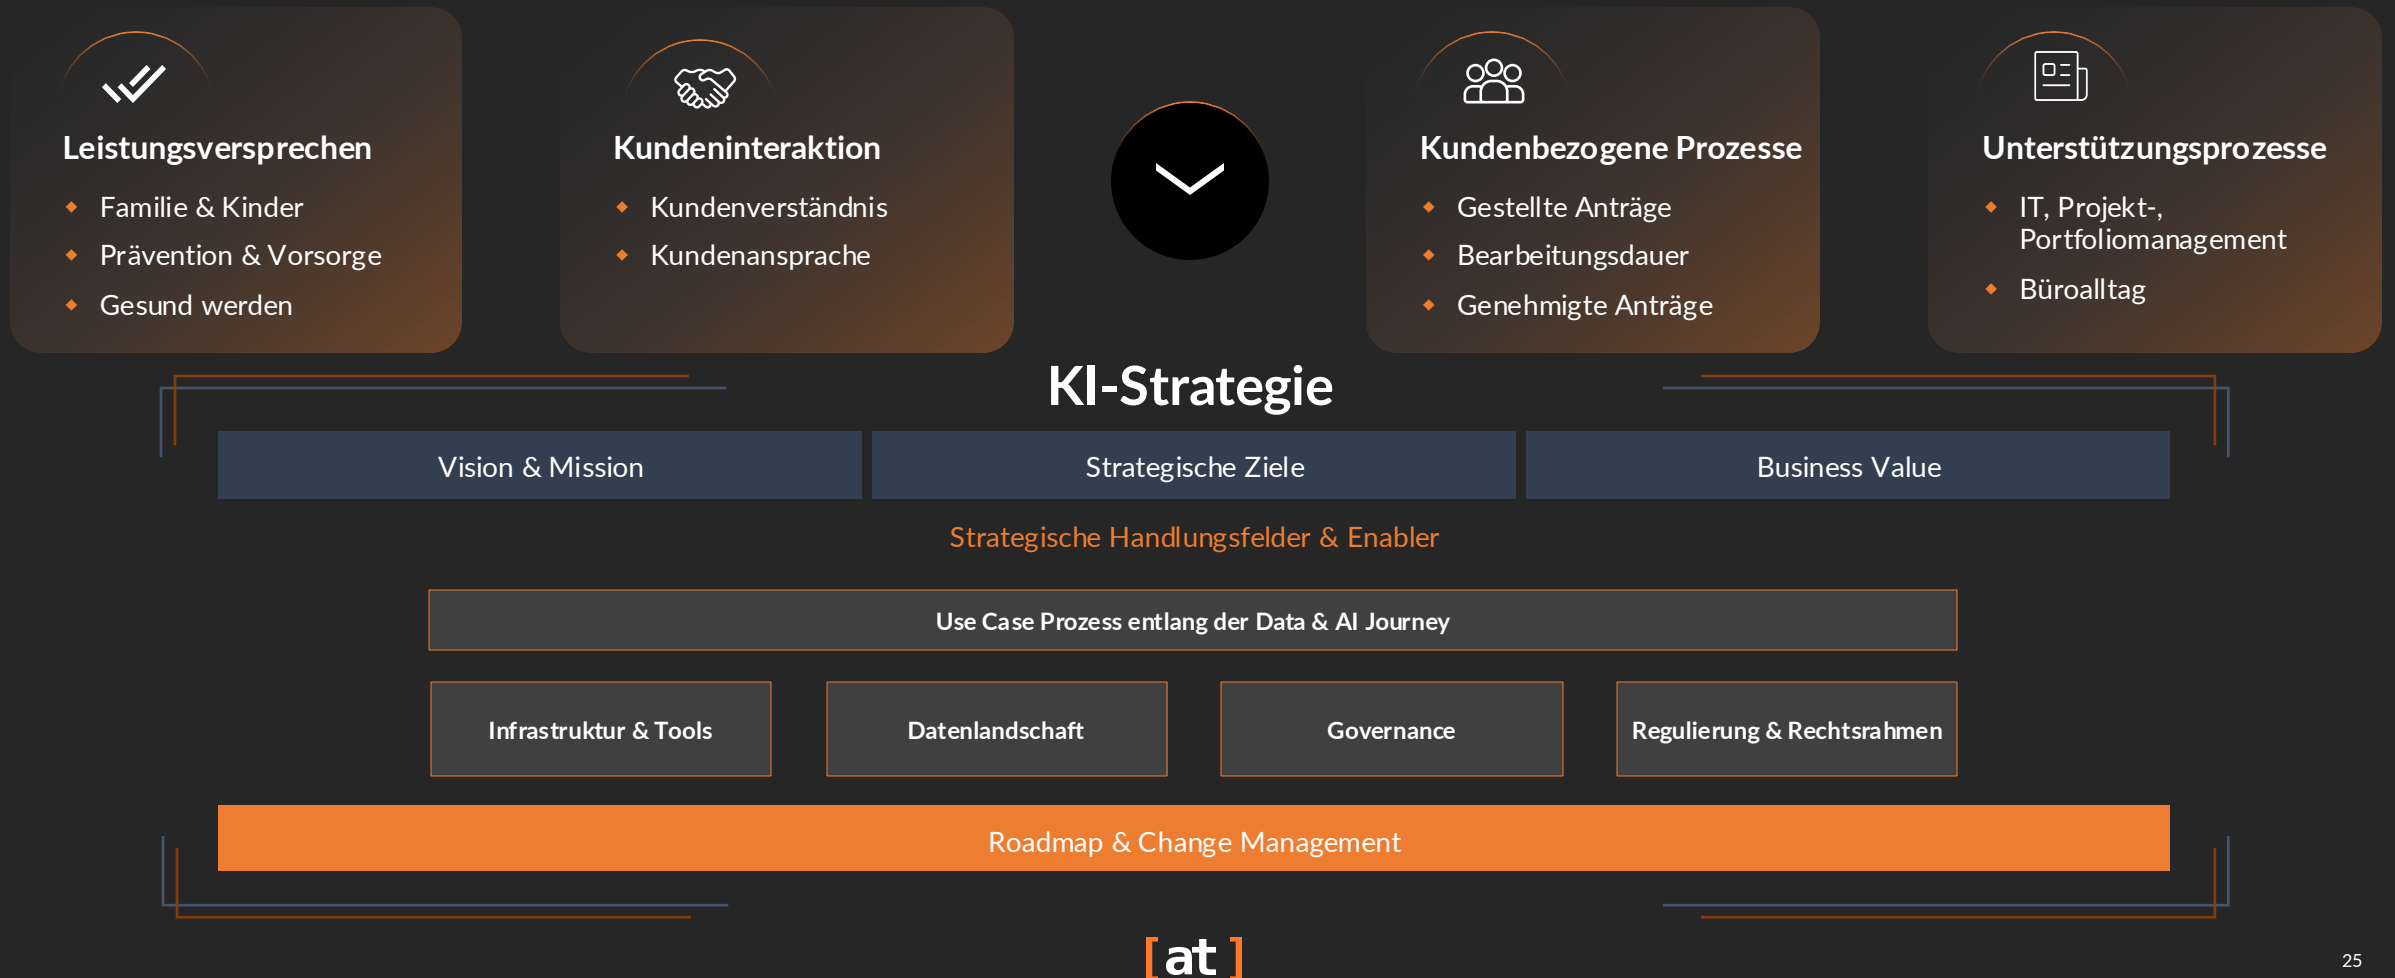 Leistungsversprechen
Familie & Kinder
Prävention & Vorsorge
Gesund werden
Kundeninteraktion
Kundenverständnis
Kundenansprache
Kundenbezogene Prozesse
Gestellte Anträge
Bearbeitungsdauer
Genehmigte Anträge
Unterstützungsprozesse
IT, Projekt-,
Portfoliomanagement
Büroalltag
KI-Strategie
Vision & Mission
Strategische Ziele
Business Value
Strategische Handlungsfelder & Enabler
Use Case Prozess entlang der Data & AI Journey
Infrastruktur & Tools
Datenlandschaft
Governance
Regulierung & Rechtsrahmen
Roadmap & Change Management
[at]
25